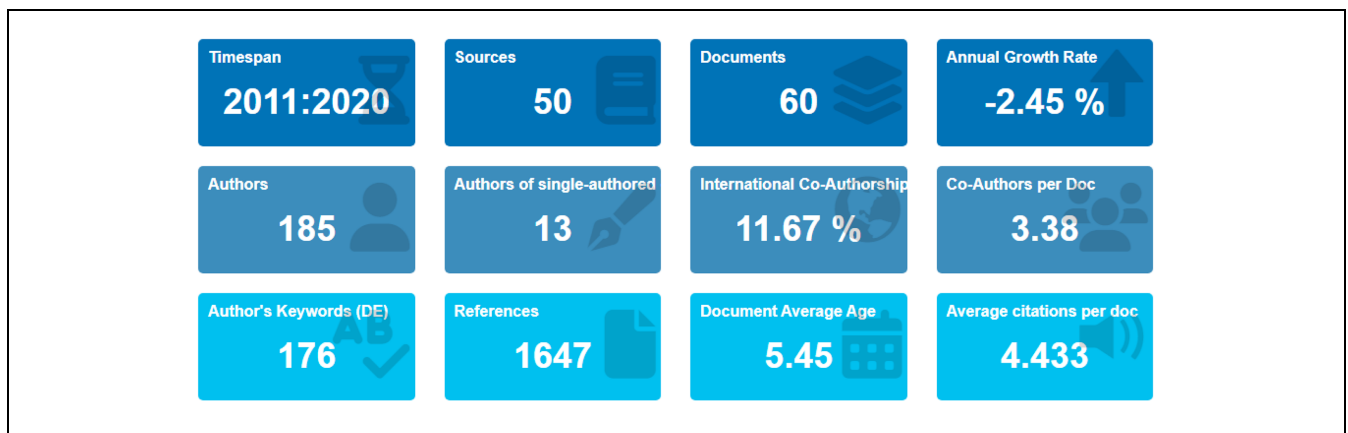 Timespan
2011:2020
Sources
50
Documents
60
Annual Growth Rate
-2.45 %
Authors
185
Authors of single-authored
13
International Co-Authorship
11.67 %
Co-Authors per Doc
3.38
Author's Keywords (DE)
176
AB
References
1647
Document Average Age
5.45
Average citations per doc
4.433